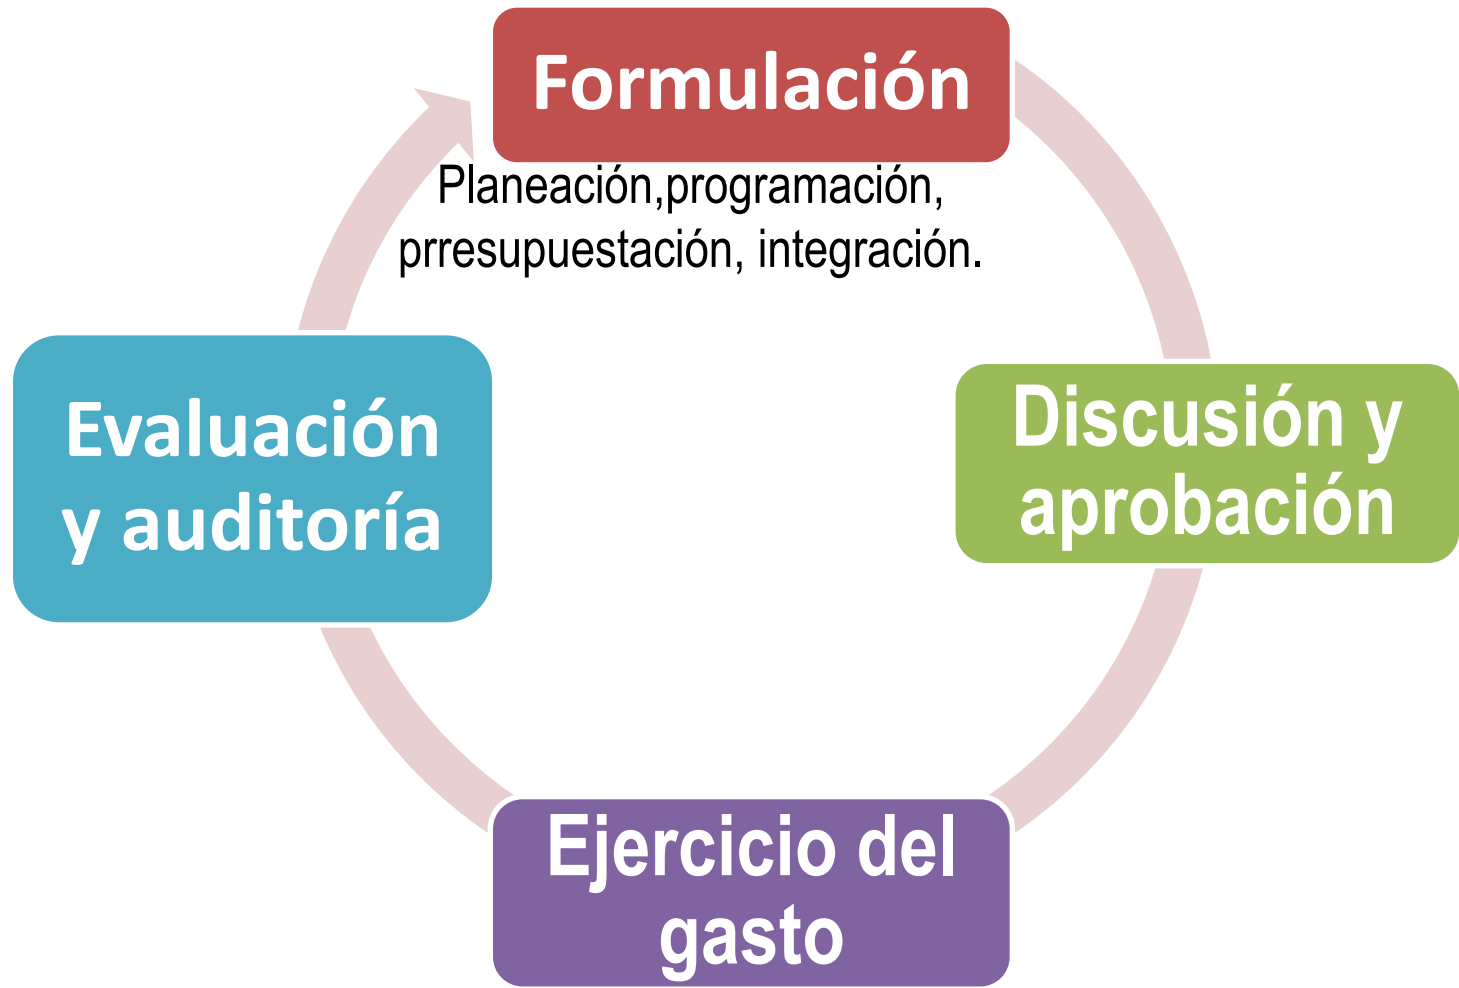 Formulación
Planeación,programación,
prresupuestación, integración.
Discusión y
aprobación
Ejercicio del
gasto
Evaluación
y auditoría